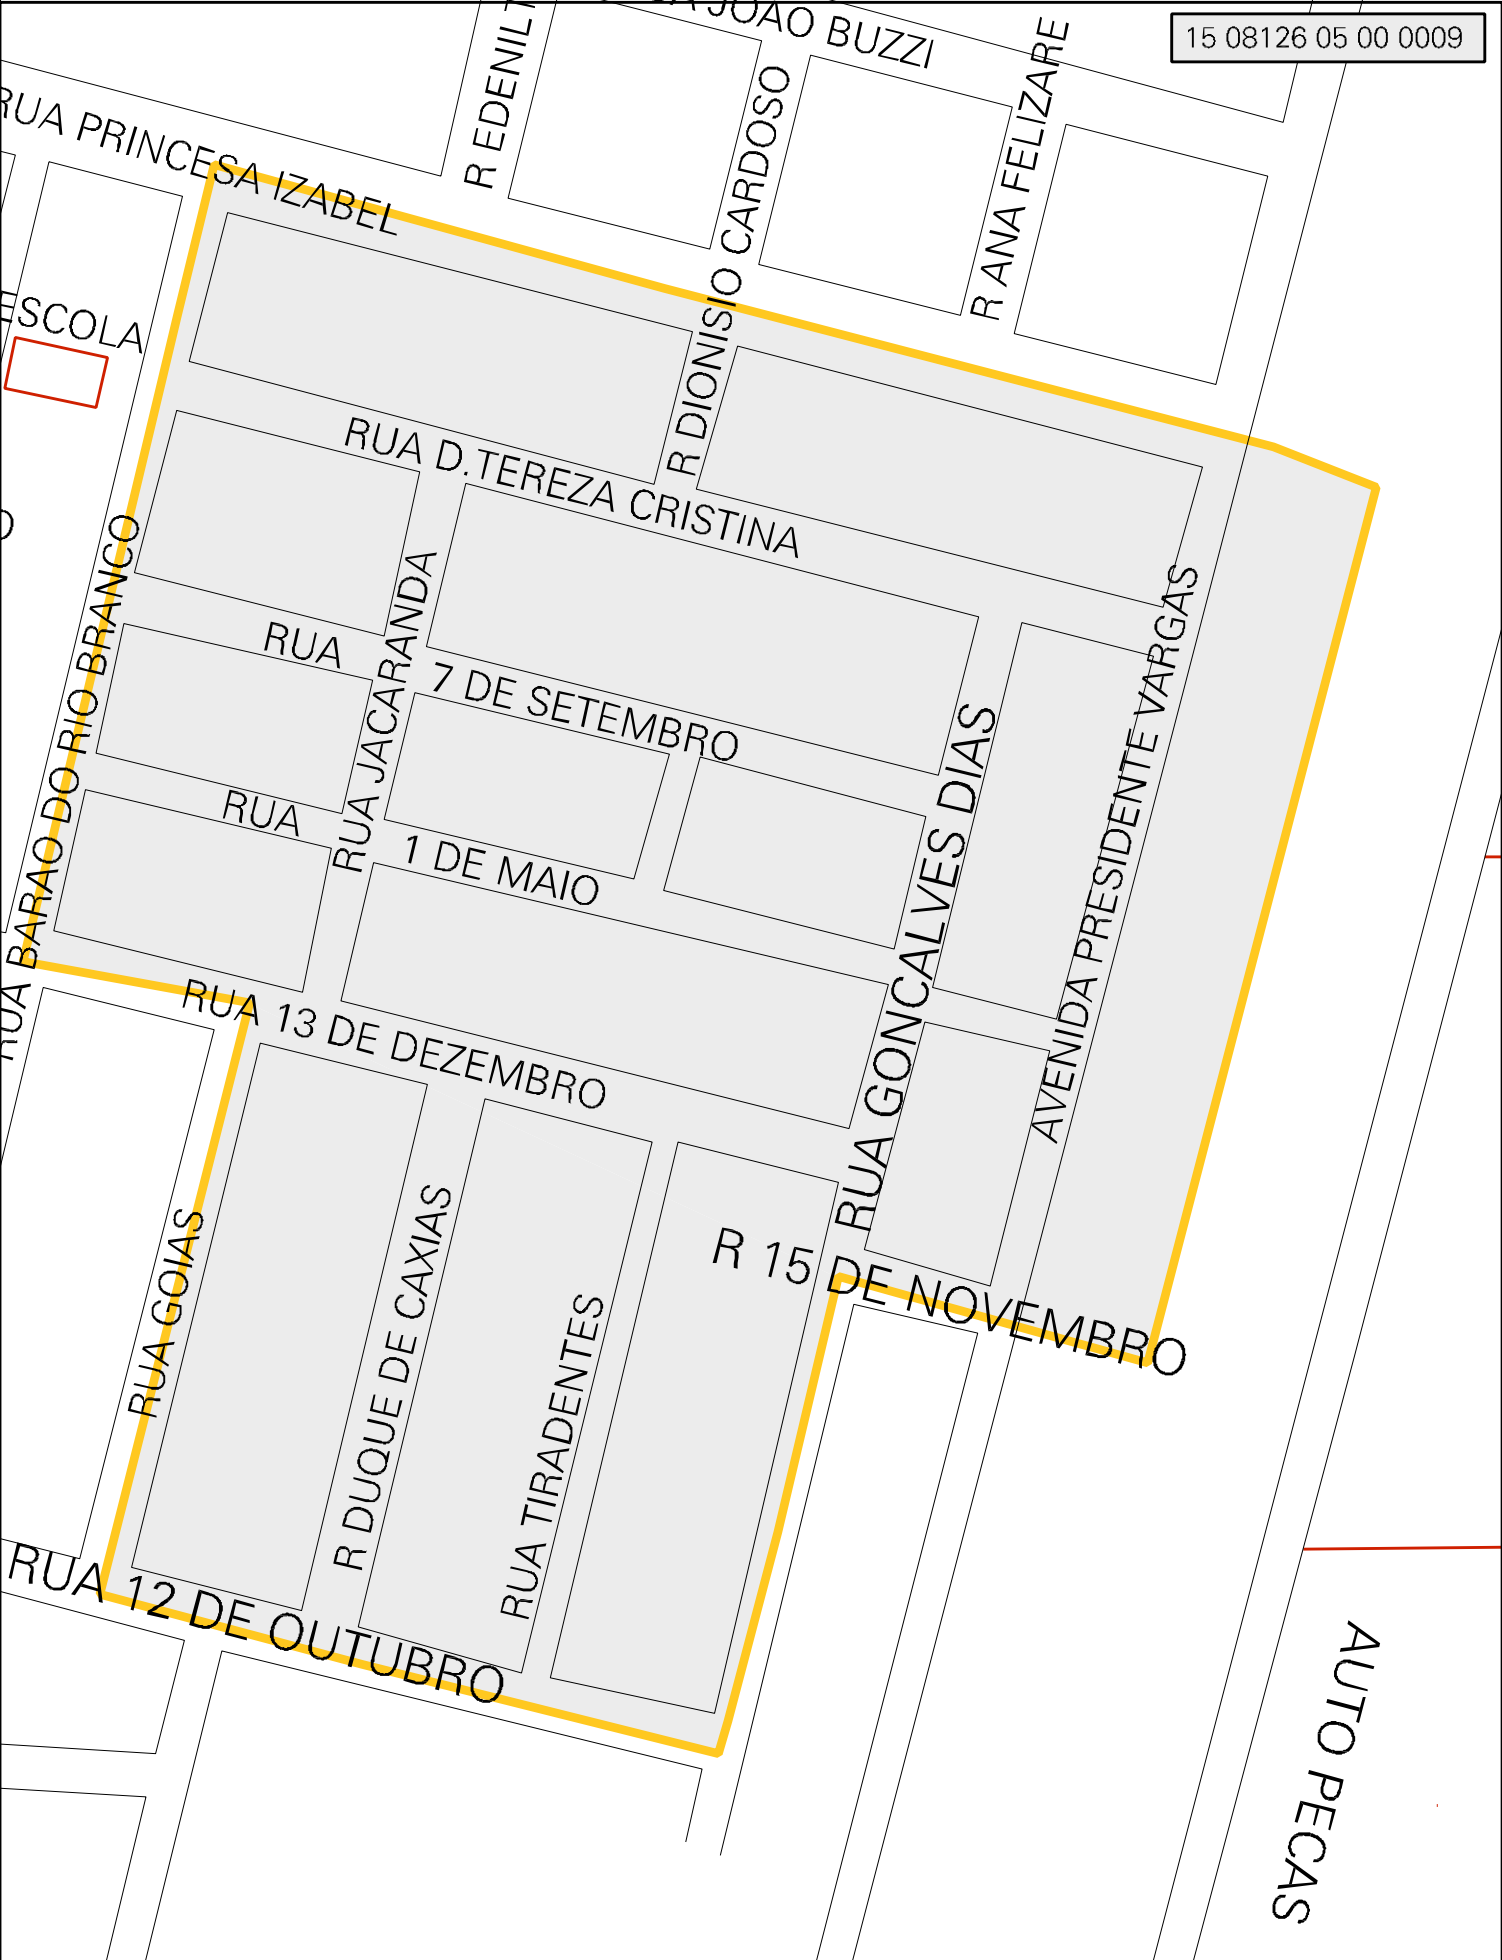 JOAO BUZZI
15 08126 05 00 0009
R EDENIL
R ANA FELIZARE
RUA PRINCESA IZABEL
R DIONISIO CARDOSO
ESCOLA
RUA D.TEREZA CRISTINA
RUA BARAO DO RIO BRANCO
RUA JACARANDA
RUA 7 DE SETEMBRO
AVENIDA PRESIDENTE VARGAS
RUA GONCALVES DIAS
RUA 1 DE MAIO
RUA 13 DE DEZEMBRO
RUA GOIAS
R DUQUE DE CAXIAS
RUA TIRADENTES
R 15 DE NOVEMBRO
RUA 12 DE OUTUBRO
AUTO PECAS